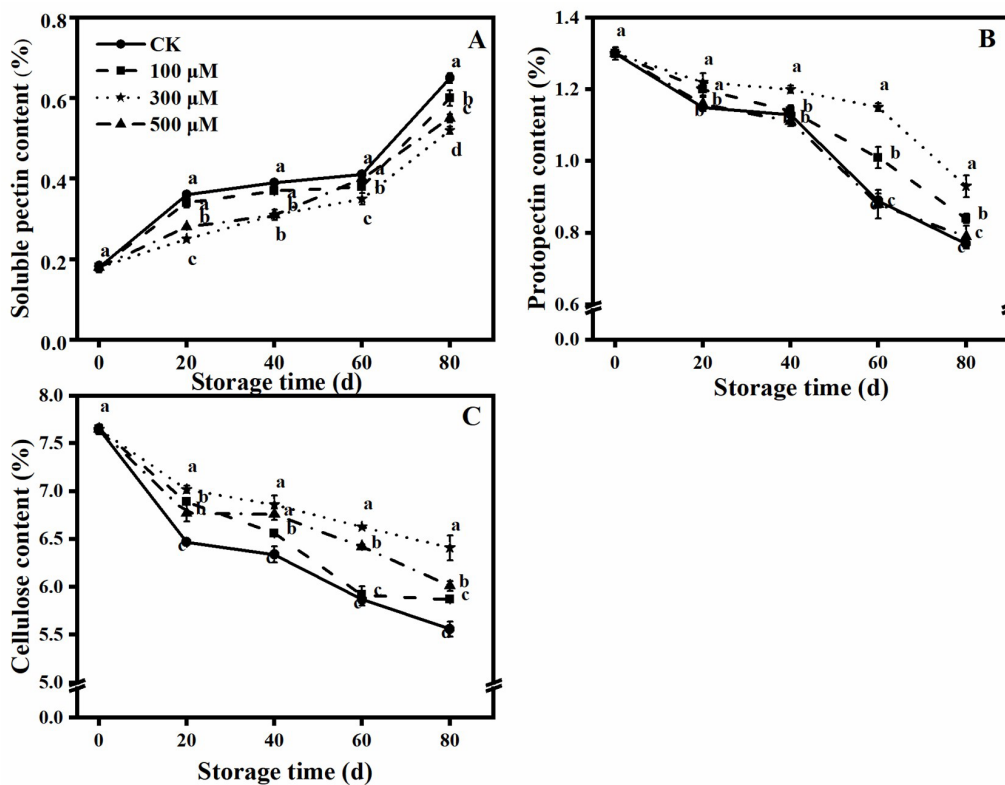 Soluble pectin content (%)
0.8
0.6
0.4
0.2
0.0
A
CK
100 μM
300 μM
500 μM
a
a
a
b
c
a
a
b
b
a
a
b
c
a
b
c
d
0 20 40 60 80
Storage time (d)
Protopectin content (%)
1.4
1.2
1.0
0.8
0.6
0.0
B
a
a
a
b
b
a
b
b
a
b
c
c
a
b
c
c
0 20 40 60 80
Storage time (d)
Cellulose content (%)
8.0
7.5
7.0
6.5
6.0
5.5
5.0
0.0
C
a
a
b
b
c
a
a
b
c
a
b
c
c
a
b
c
d
0 20 40 60 80
Storage time (d)